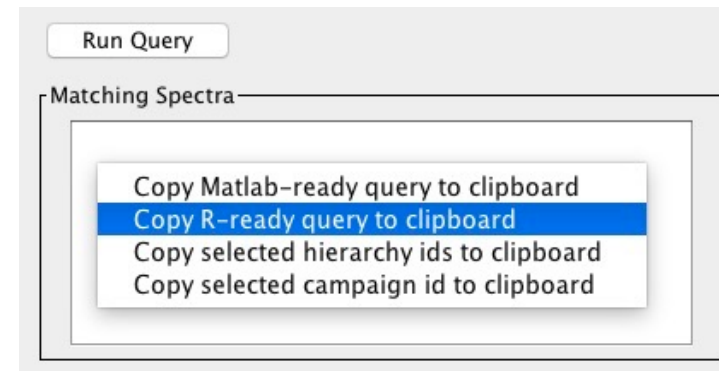 Run Query
Matching Spectra
Copy Matlab-ready query to clipboard
Copy R-ready query to clipboard
Copy selected hierarchy ids to clipboard
Copy selected campaign id to clipboard